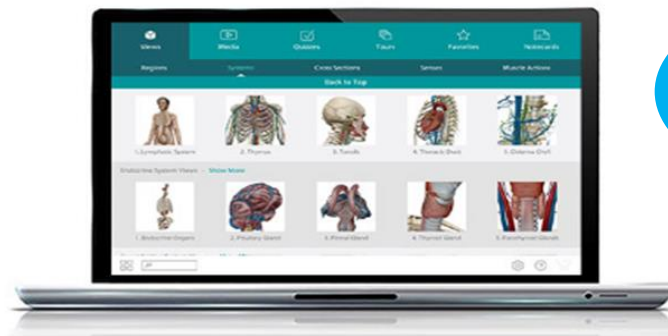 Views Media Quizzes Tours Favorites Notecards
Regions Systems Cross Sections Senses Muscle Actions
Back to Top
1. Lymphatic System 2. Thymus 3. Tonsils 4. Thoracic Duct 5. Cisterna Chyli
Endocrine System Views - Show More
1. Endocrine Organs 2. Pituitary Gland 3. Pineal Gland 4. Thyroid Gland 5. Parathyroid Glands